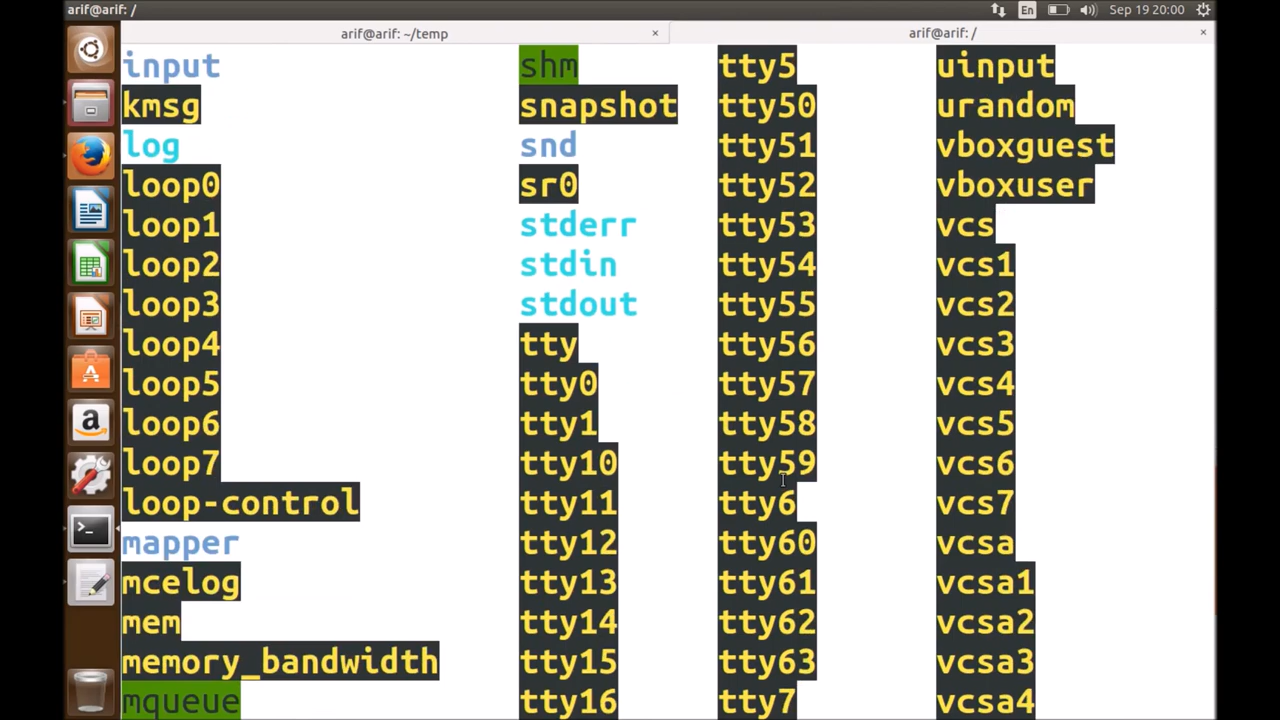 arif@arif: /
En
Sep 19 20:00
arif@arif: ~/temp ×
arif@arif: / ×
input shm tty5 uinput
kmsg snapshot tty50 urandom
log snd tty51 vboxguest
loop0 sr0 tty52 vboxuser
loop1 stderr tty53 vcs
loop2 stdin tty54 vcs1
loop3 stdout tty55 vcs2
loop4 tty tty56 vcs3
loop5 tty0 tty57 vcs4
loop6 tty1 tty58 vcs5
loop7 tty10 tty59 vcs6
loop-control tty11 tty6 vcs7
mapper tty12 tty60 vcsa
mcelog tty13 tty61 vcsa1
mem tty14 tty62 vcsa2
memory_bandwidth tty15 tty63 vcsa3
mqueue tty16 tty7 vcsa4